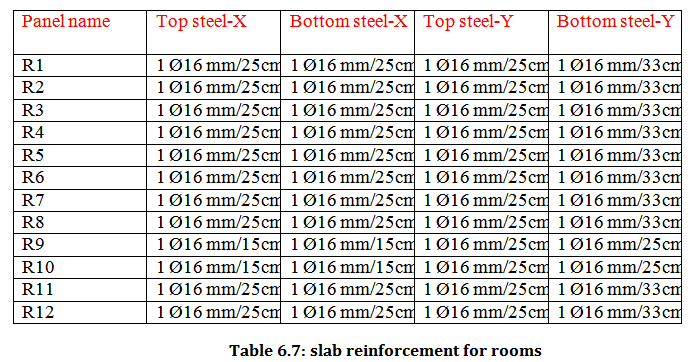 Panel name Top steel-X Bottom steel-X Top steel-Y Bottom steel-Y
R1 1 Ø16 mm/25cm 1 Ø16 mm/25cm 1 Ø16 mm/25cm 1 Ø16 mm/33cm
R2 1 Ø16 mm/25cm 1 Ø16 mm/25cm 1 Ø16 mm/25cm 1 Ø16 mm/33cm
R3 1 Ø16 mm/25cm 1 Ø16 mm/25cm 1 Ø16 mm/25cm 1 Ø16 mm/33cm
R4 1 Ø16 mm/25cm 1 Ø16 mm/25cm 1 Ø16 mm/25cm 1 Ø16 mm/33cm
R5 1 Ø16 mm/25cm 1 Ø16 mm/25cm 1 Ø16 mm/25cm 1 Ø16 mm/33cm
R6 1 Ø16 mm/25cm 1 Ø16 mm/25cm 1 Ø16 mm/25cm 1 Ø16 mm/33cm
R7 1 Ø16 mm/25cm 1 Ø16 mm/25cm 1 Ø16 mm/25cm 1 Ø16 mm/33cm
R8 1 Ø16 mm/25cm 1 Ø16 mm/25cm 1 Ø16 mm/25cm 1 Ø16 mm/33cm
R9 1 Ø16 mm/15cm 1 Ø16 mm/15cm 1 Ø16 mm/25cm 1 Ø16 mm/25cm
R10 1 Ø16 mm/15cm 1 Ø16 mm/15cm 1 Ø16 mm/25cm 1 Ø16 mm/25cm
R11 1 Ø16 mm/25cm 1 Ø16 mm/25cm 1 Ø16 mm/25cm 1 Ø16 mm/33cm
R12 1 Ø16 mm/25cm 1 Ø16 mm/25cm 1 Ø16 mm/25cm 1 Ø16 mm/33cm
Table 6.7: slab reinforcement for rooms